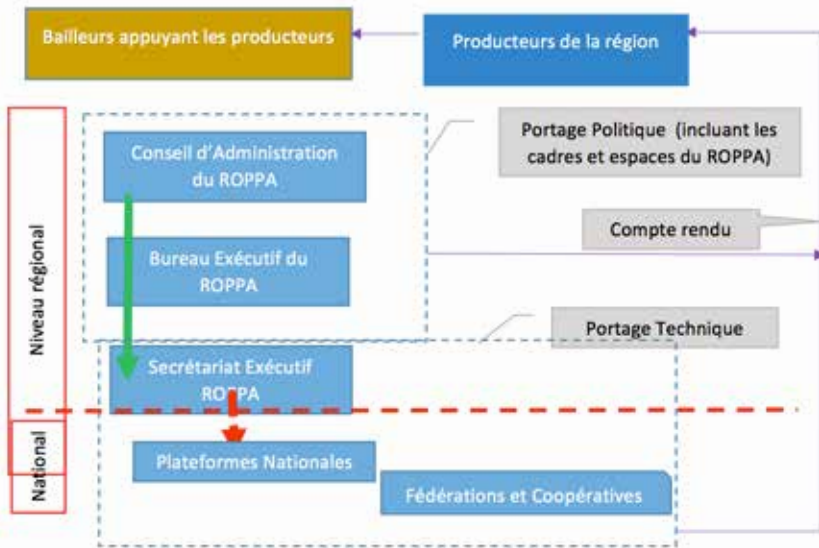 Bailleurs appuyant les producteurs
Producteurs de la région
Niveau régional
Conseil d'Administration
du ROPPA
Portage Politique (incluant les
cadres et espaces du ROPPA)
Compte rendu
Bureau Exécutif du
ROPPA
Portage Technique
Secrétariat Exécutif
ROPPA
National
Plateformes Nationales
Fédérations et Coopératives